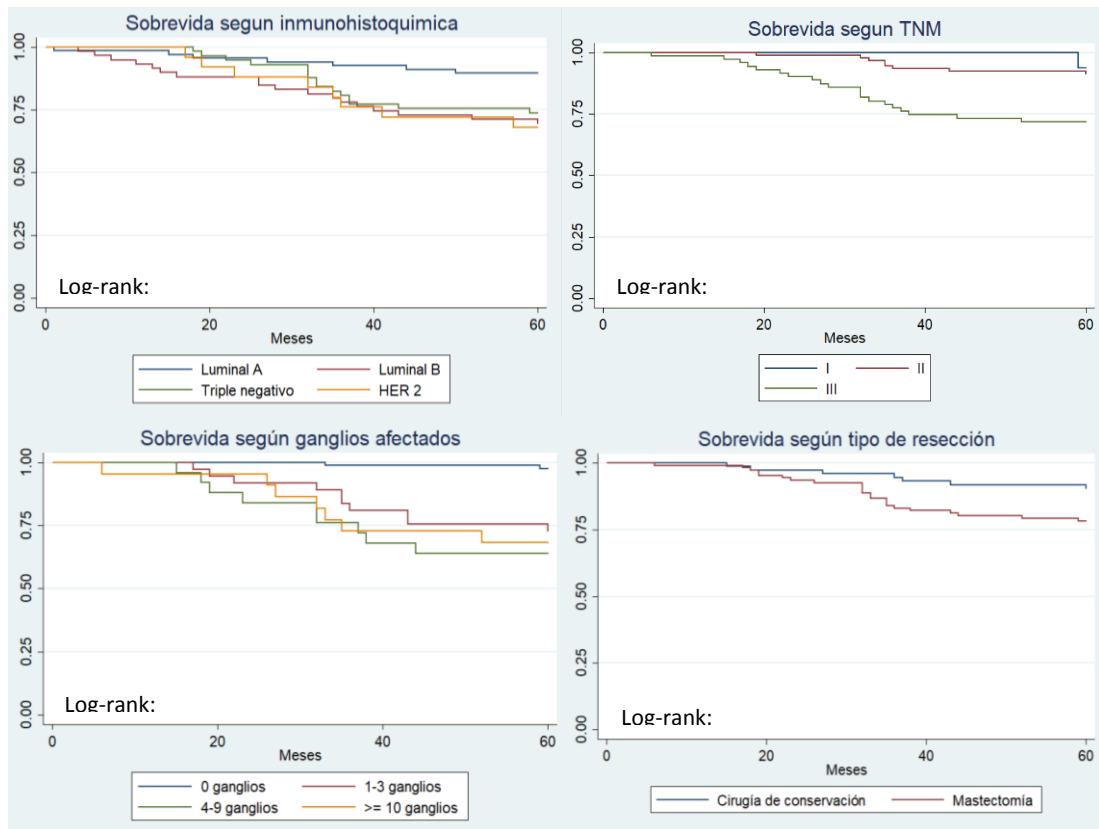 Sobrevida segun inmunohistoquimica
1.00
0.75
0.50
0.25
0.00
Log-rank:
0 20 40 60
Meses
Luminal A Luminal B
Triple negativo HER 2
Sobrevida segun TNM
1.00
0.75
0.50
0.25
0.00
Log-rank:
0 20 40 60
Meses
I II
III
Sobrevida según ganglios afectados
1.00
0.75
0.50
0.25
0.00
Log-rank:
0 20 40 60
Meses
0 ganglios 1-3 ganglios
4-9 ganglios >= 10 ganglios
Sobrevida según tipo de resección
1.00
0.75
0.50
0.25
0.00
Log-rank:
0 20 40 60
Meses
Cirugía de conservación Mastectomía